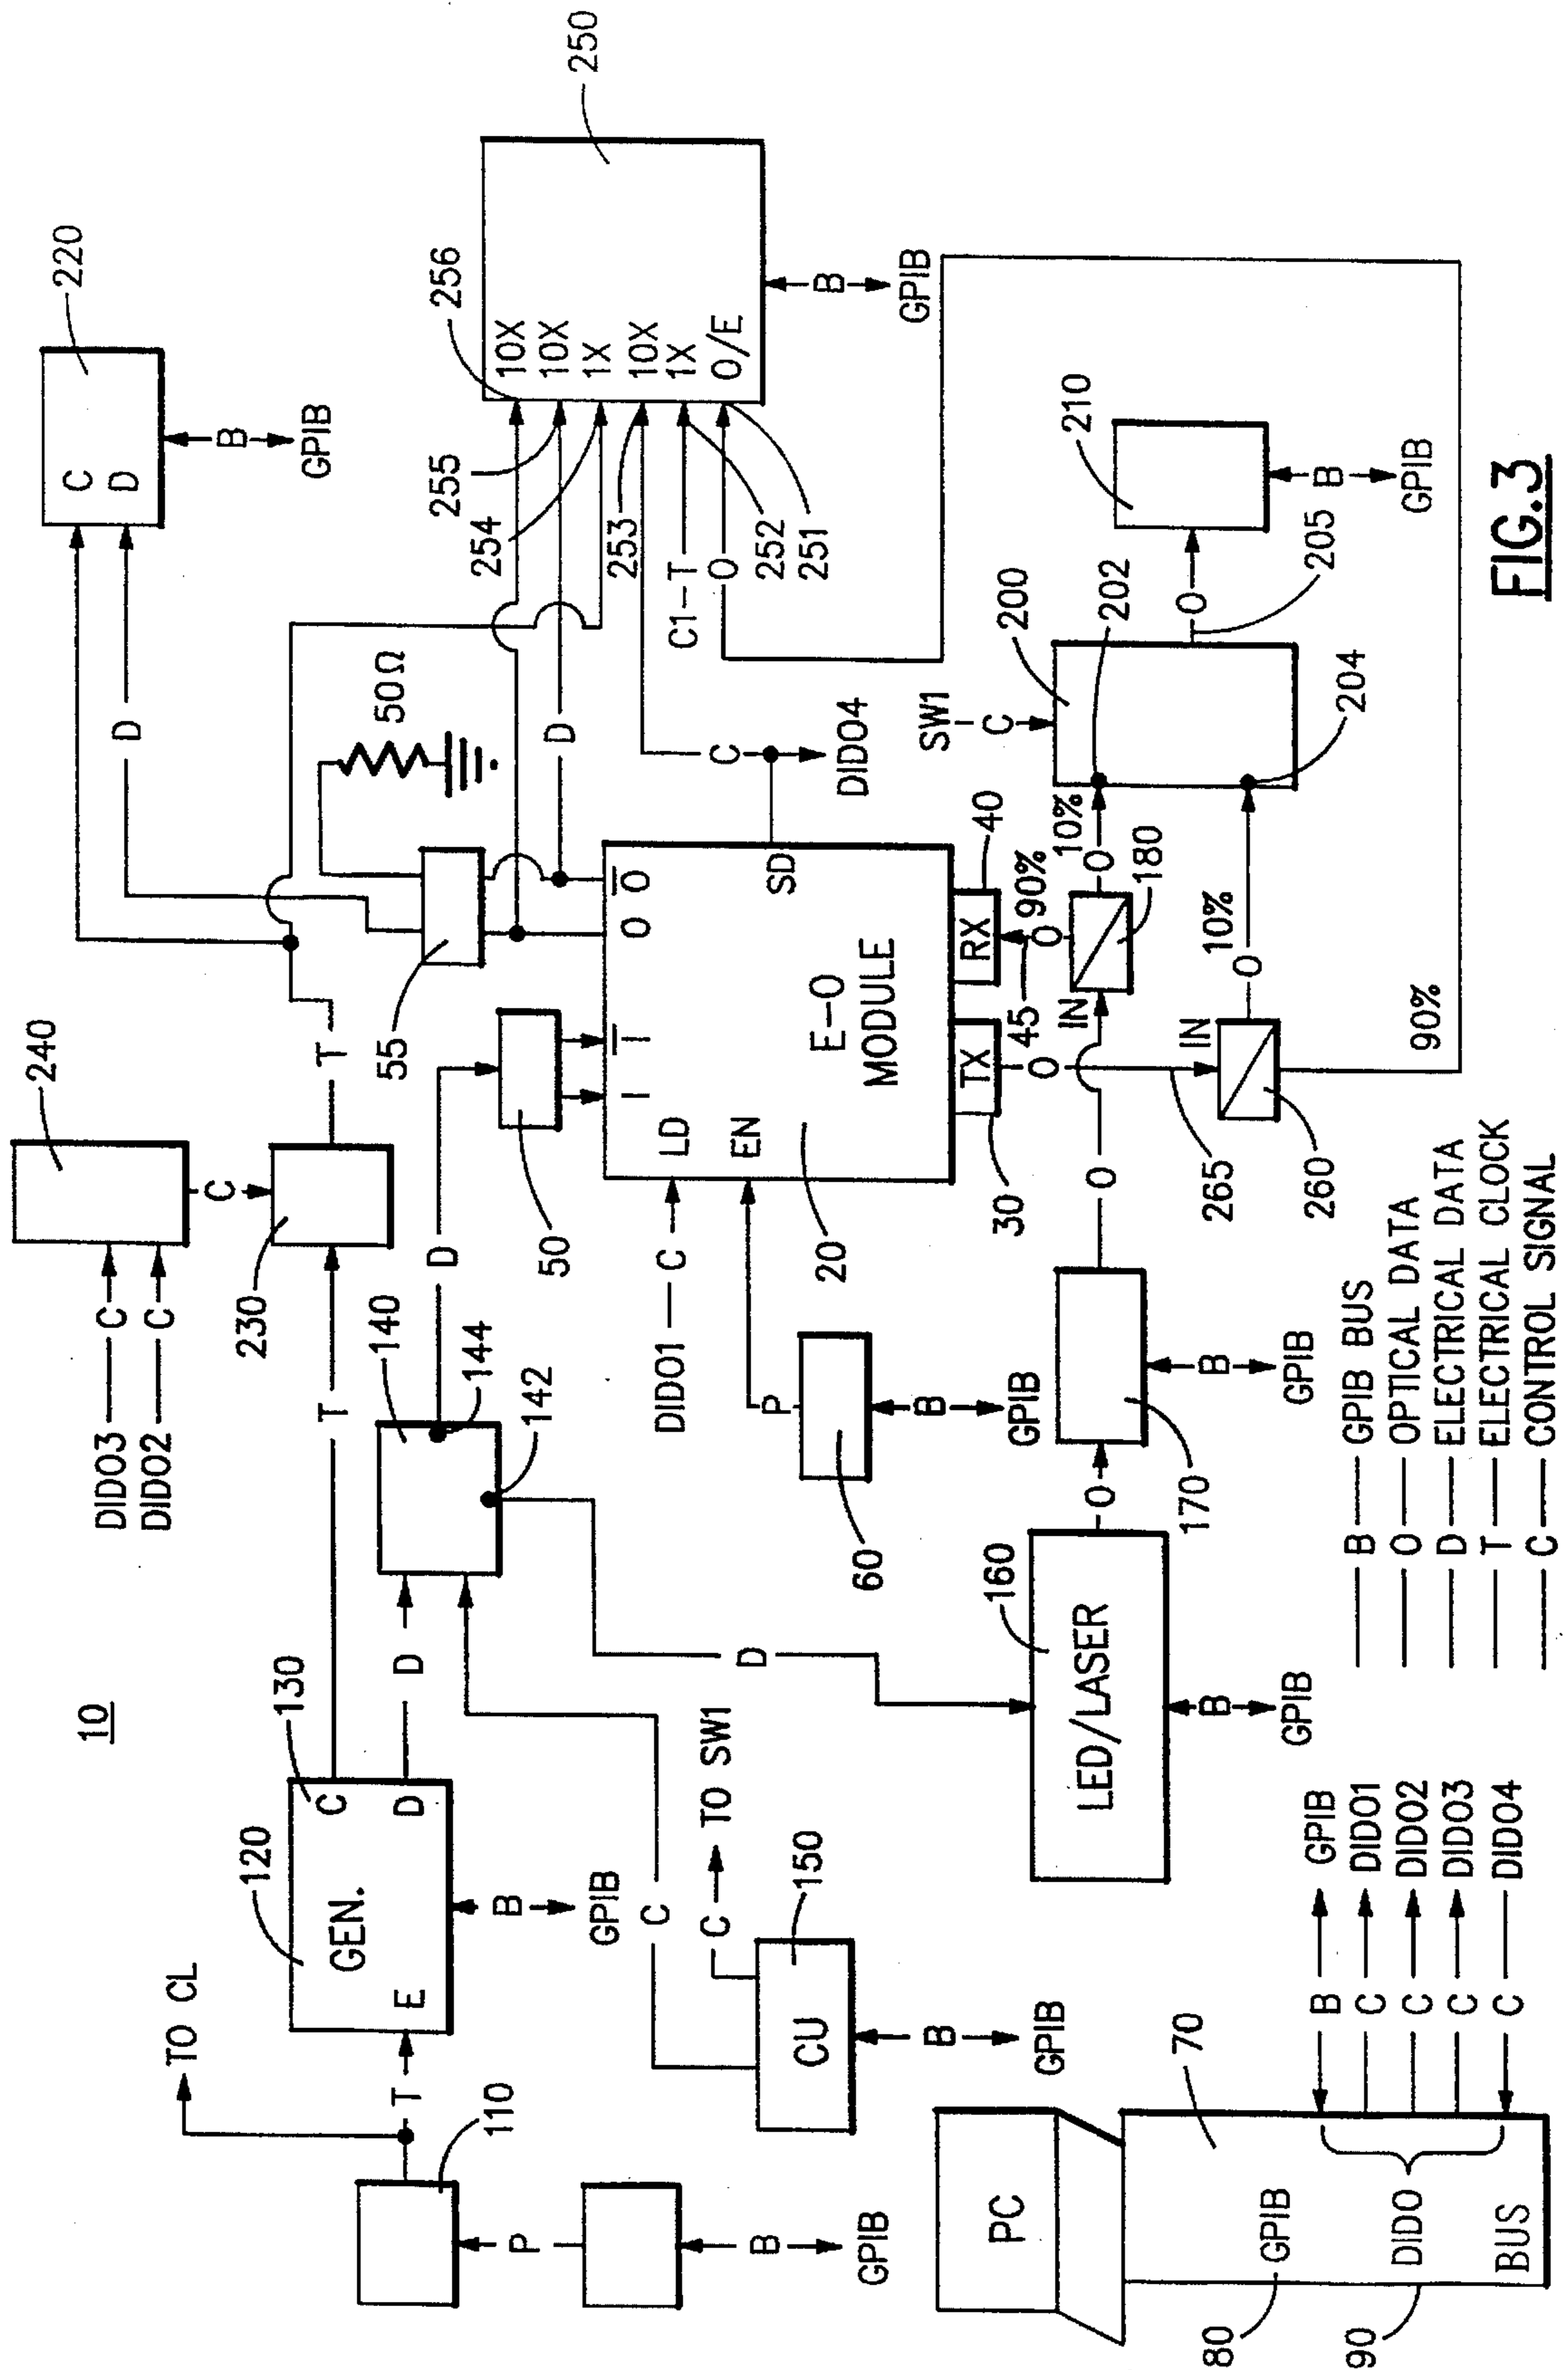 10
TO CL
110
T
P
B
GPIB
120
GEN.
E
C
D
130
B
GPIB
T
D
C
150
CU
C
TO SW1
B
GPIB
DIDO3
C
DIDO2
C
240
C
230
T
140
144
142
D
D
50
55
50Ω
D
220
C
D
B
GPIB
250
256
10X
10X
1X
10X
1X
O/E
255
254
253
252
251
C1-T
O
B
GPIB
D
C
DIDO4
I
I
O
O
LD
EN
SD
E-O
MODULE
20
DIDO1
C
P
60
B
GPIB
TX
30
RX
40
O
45
O
90%
IN
180
O
10%
265
IN
260
O
10%
90%
160
LED/LASER
B
GPIB
O
170
B
GPIB
O
SW1
C
200
202
204
O
205
210
B
GPIB
PC
70
80
GPIB
90
DIDO
BUS
B
GPIB
C
DIDO1
C
DIDO2
C
DIDO3
C
DIDO4
B GPIB BUS
O OPTICAL DATA
D ELECTRICAL DATA
T ELECTRICAL CLOCK
C CONTROL SIGNAL
FIG.3